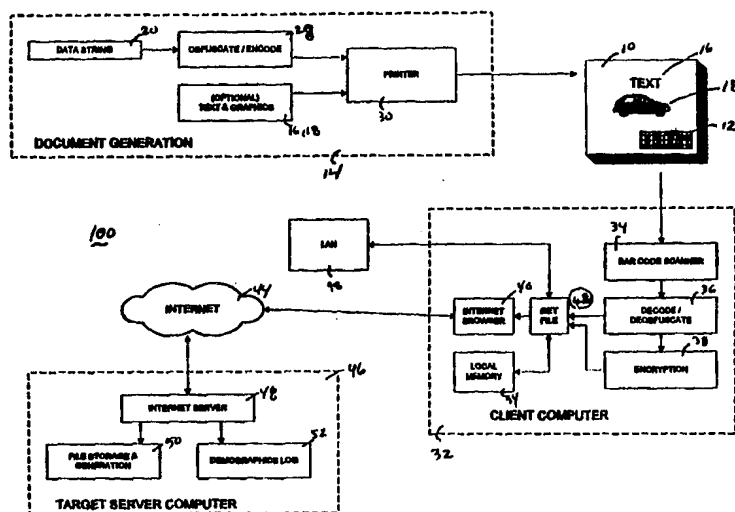 20
DATA STRING
28
OBFUSCATE / ENCODE
PRINTER
30
(OPTIONAL)
TEXT & GRAPHICS
16,18
DOCUMENT GENERATION
14
10
16
TEXT
18
12
100
LAN
INTERNET
44
34
BAR CODE SCANNER
36
DECODE /
DEOBFUSCATE
38
ENCRYPTION
40
INTERNET
BROWSER
GET
FILE
LOCAL
MEMORY
CLIENT COMPUTER
32
46
48
INTERNET SERVER
FILE STORAGE &
GENERATION
50
DEMOGRAPHICS LOG
52
TARGET SERVER COMPUTER